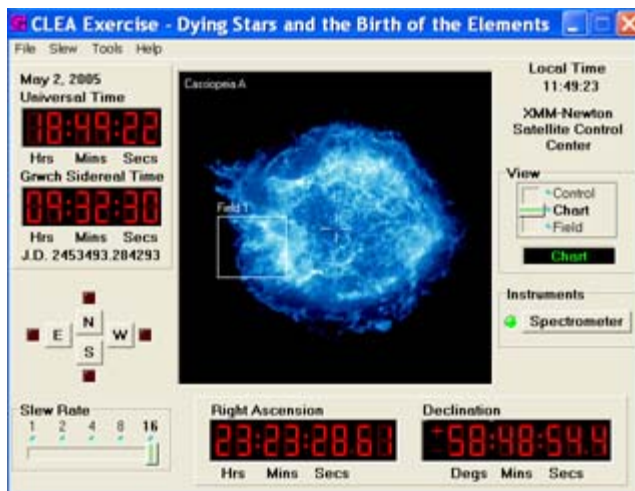 CLEA Exercise - Dying Stars and the Birth of the Elements
File Slew Tools Help
May 2, 2005
Universal Time
18:49:22
Hrs Mins Secs
Grwch Sidereal Time
09:32:30
Hrs Mins Secs
J.D. 2453493.284293
N
E W
S
Slew Rate
1 2 4 8 16
Cassiopeia A
Field 1
Right Ascension
23:23:28.61
Hrs Mins Secs
Declination
+58:48:54.4
Degs Mins Secs
Local Time
11:49:23
XMM-Newton
Satellite Control
Center
View
Control
Chart
Field
Chart
Instruments
Spectrometer